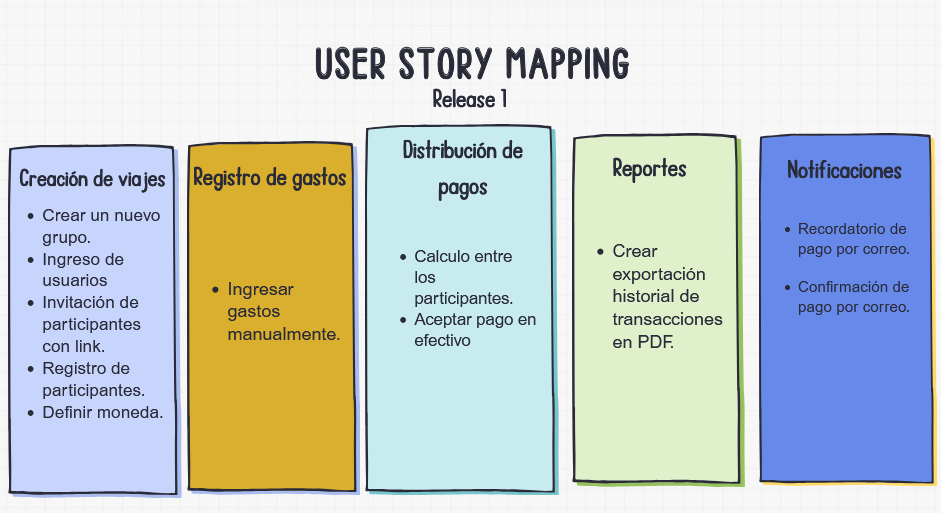 USER STORY MAPPING
Release 1
Creación de viajes
• Crear un nuevo
grupo.
• Ingreso de
usuarios
• Invitación de
participantes
con link.
• Registro de
participantes.
• Definir moneda.
Registro de gastos
• Ingresar
gastos
manualmente.
Distribución de
pagos
• Calculo entre
los
participantes.
• Aceptar pago en
efectivo
Reportes
• Crear
exportación
historial de
transacciones
en PDF.
Notificaciones
• Recordatorio de
pago por correo.
• Confirmación de
pago por correo.